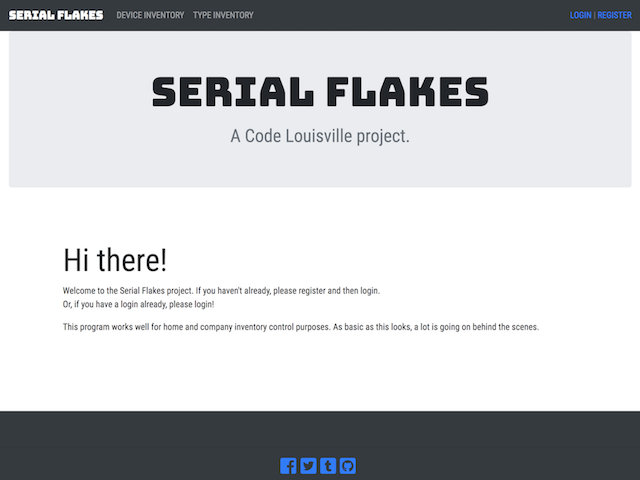 SERIAL FLAKES DEVICE INVENTORY TYPE INVENTORY LOGIN | REGISTER
SERIAL FLAKES
A Code Louisville project.
Hi there!
Welcome to the Serial Flakes project. If you haven't already, please register and then login.
Or, if you have a login already, please login!
This program works well for home and company inventory control purposes. As basic as this looks, a lot is going on behind the scenes.